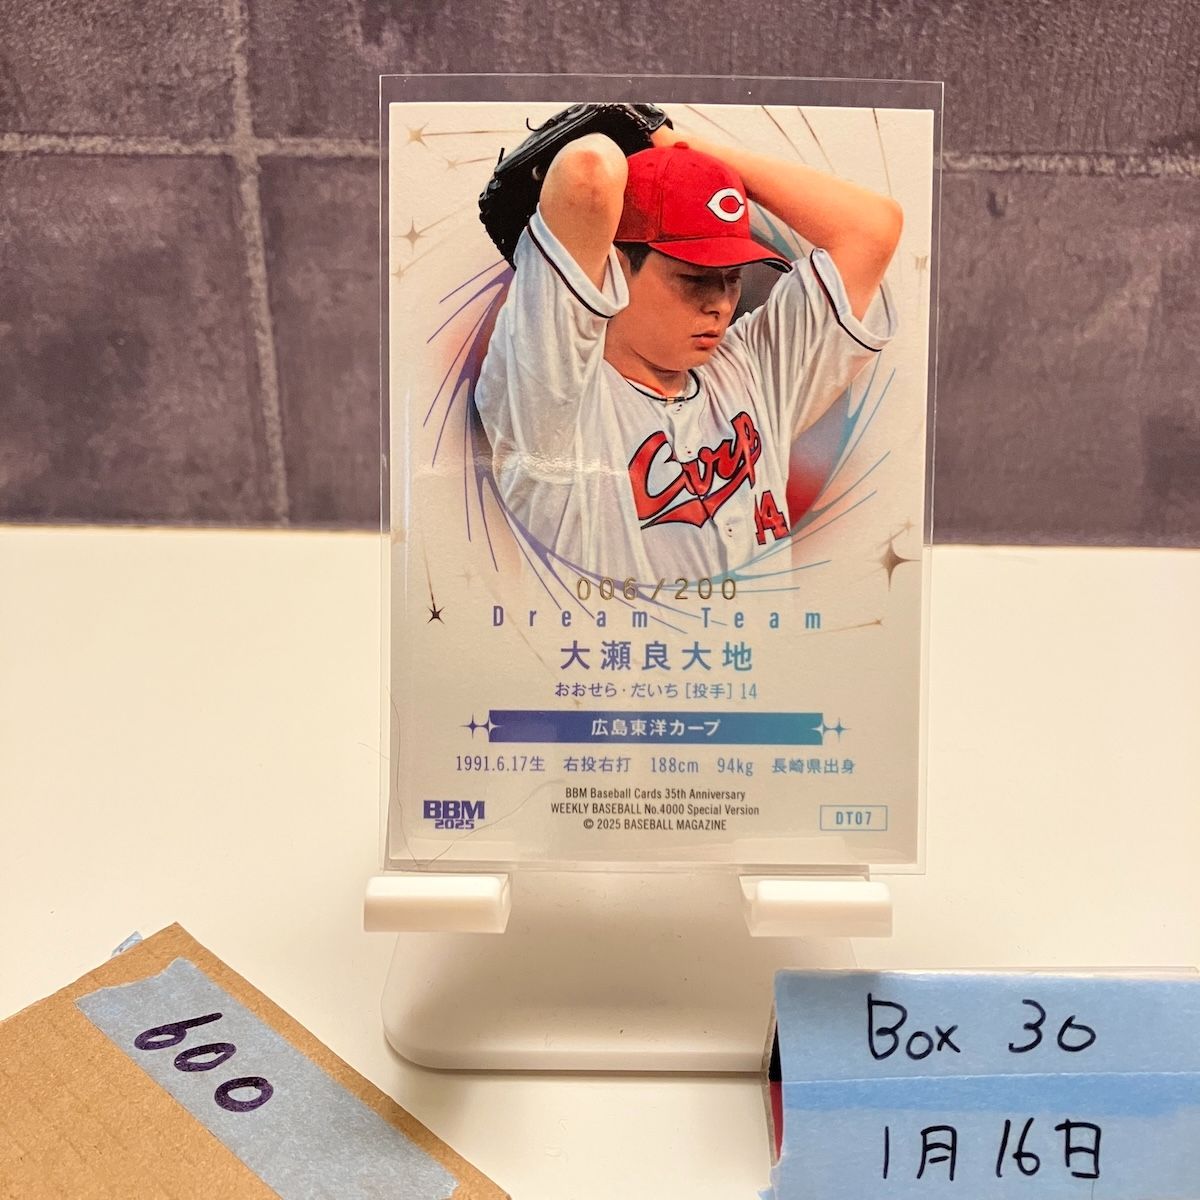 C
Carp
14
006/200
Dream Team
大瀬良大地
おおせら・だいち [投手] 14
広島東洋カープ
1991.6.17生 右投右打 188cm 94kg 長崎県出身
BBM Baseball Cards 35th Anniversary
WEEKLY BASEBALL No.4000 Special Version
© 2025 BASEBALL MAGAZINE
BBM
2025
DT07
600
Box 30
1月16日